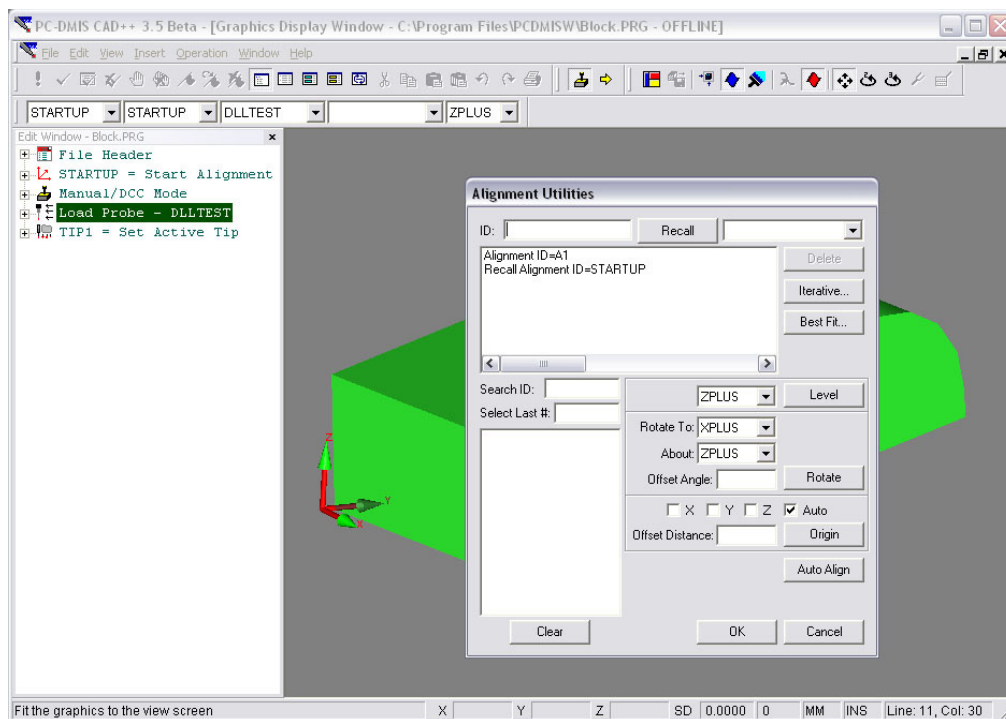 PC-DMIS CAD++ 3.5 Beta - [Graphics Display Window - C:\Program Files\PCDMISW\Block.PRG - OFFLINE]
File Edit View Insert Operation Window Help
STARTUP STARTUP DLLTEST ZPLUS
Edit Window - Block.PRG
File Header
STARTUP = Start Alignment
Manual/DCC Mode
Load Probe - DLLTEST
TIP1 = Set Active Tip
Z
Y
X
Alignment Utilities
ID: Recall
Alignment ID=A1
Recall Alignment ID=STARTUP
Delete
Iterative...
Best Fit...
Search ID:
Select Last #:
ZPLUS Level
Rotate To: XPLUS
About: ZPLUS
Offset Angle: Rotate
X Y Z Auto
Offset Distance: Origin
Auto Align
Clear OK Cancel
Fit the graphics to the view screen X Y Z SD 0.0000 0 MM INS Line: 11, Col: 30